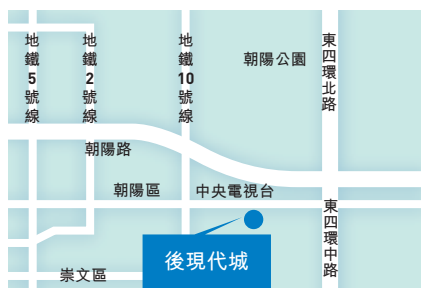 地鐵5號線
地鐵2號線
地鐵10號線
朝陽公園
東四環北路
朝陽路
朝陽區
中央電視台
東四環中路
後現代城
崇文區